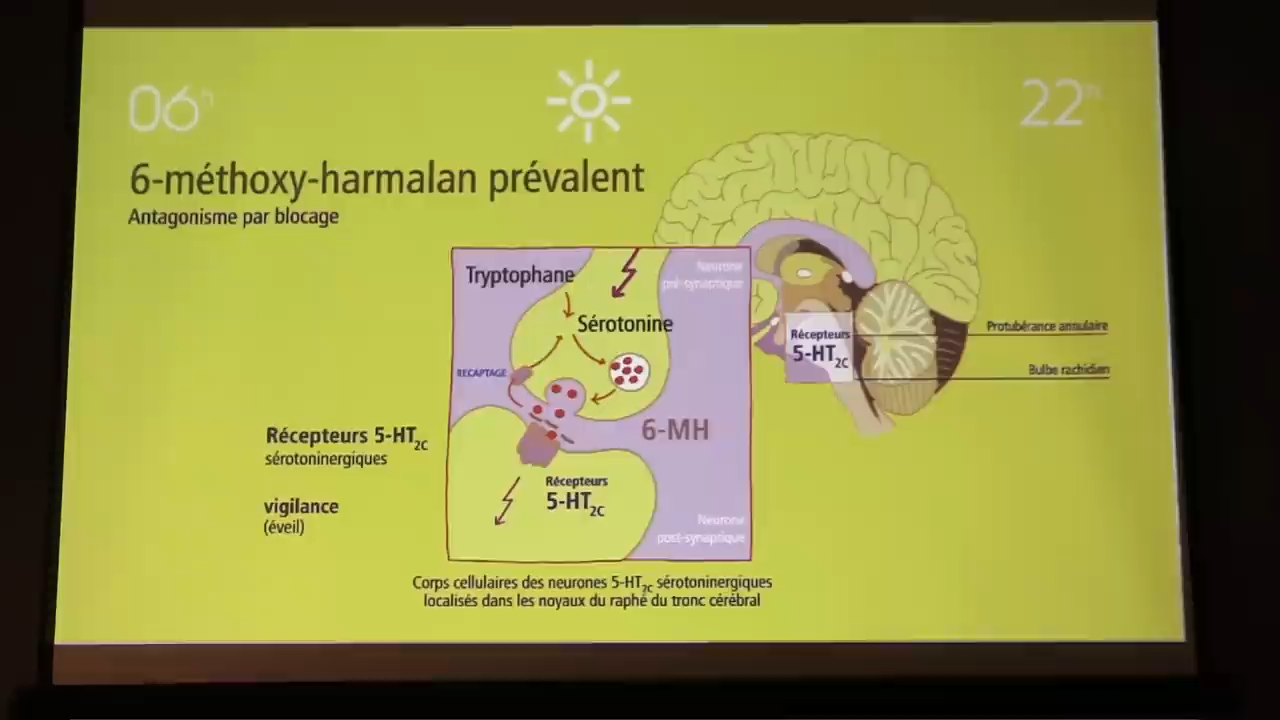 06h
22h
6-méthoxy-harmalan prévalent
Antagonisme par blocage
Tryptophane
Neurone
pré-synaptique
Sérotonine
RECAPTAGE
6-MH
Récepteurs 5-HT2C
sérotoninergiques
vigilance
(éveil)
Récepteurs
5-HT2C
Neurone
post-synaptique
Récepteurs
5-HT2C
Protubérance annulaire
Bulbe rachidien
Corps cellulaires des neurones 5-HT2C sérotoninergiques
localisés dans les noyaux du raphé du tronc cérébral